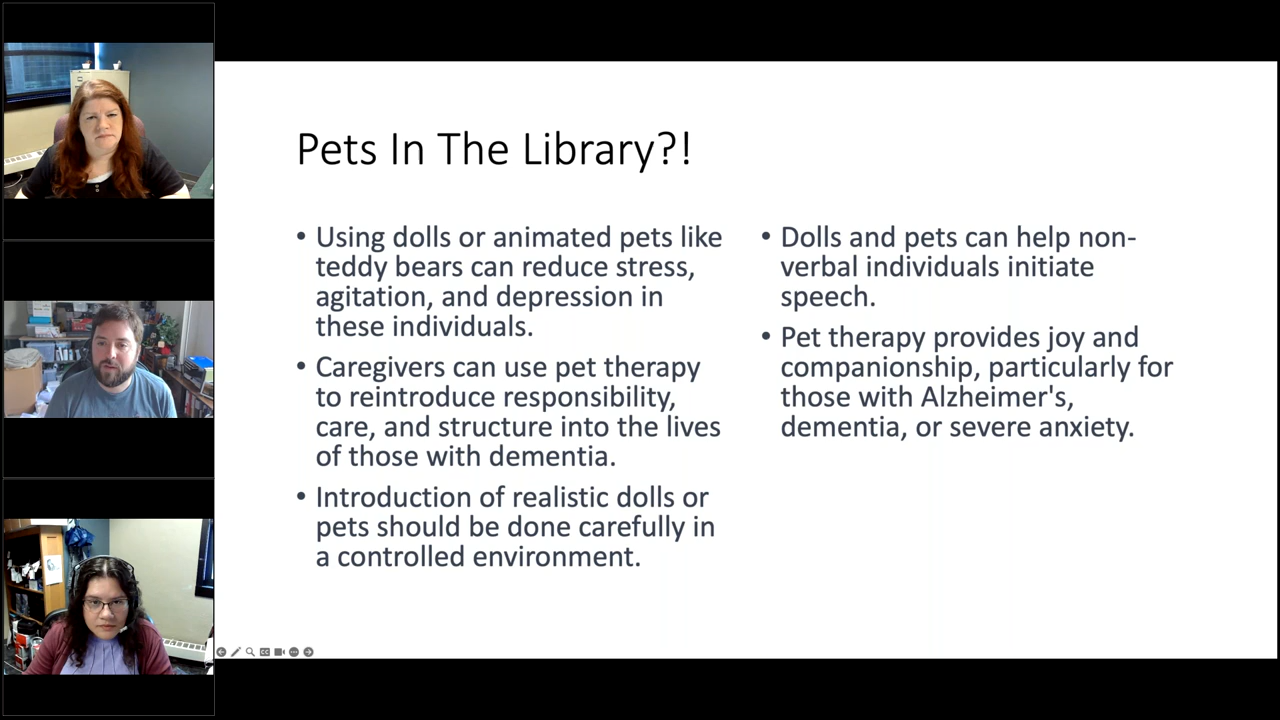 Pets In The Library?!
• Using dolls or animated pets like
teddy bears can reduce stress,
agitation, and depression in
these individuals.
• Caregivers can use pet therapy
to reintroduce responsibility,
care, and structure into the lives
of those with dementia.
• Introduction of realistic dolls or
pets should be done carefully in
a controlled environment.
• Dolls and pets can help non-
verbal individuals initiate
speech.
• Pet therapy provides joy and
companionship, particularly for
those with Alzheimer's,
dementia, or severe anxiety.